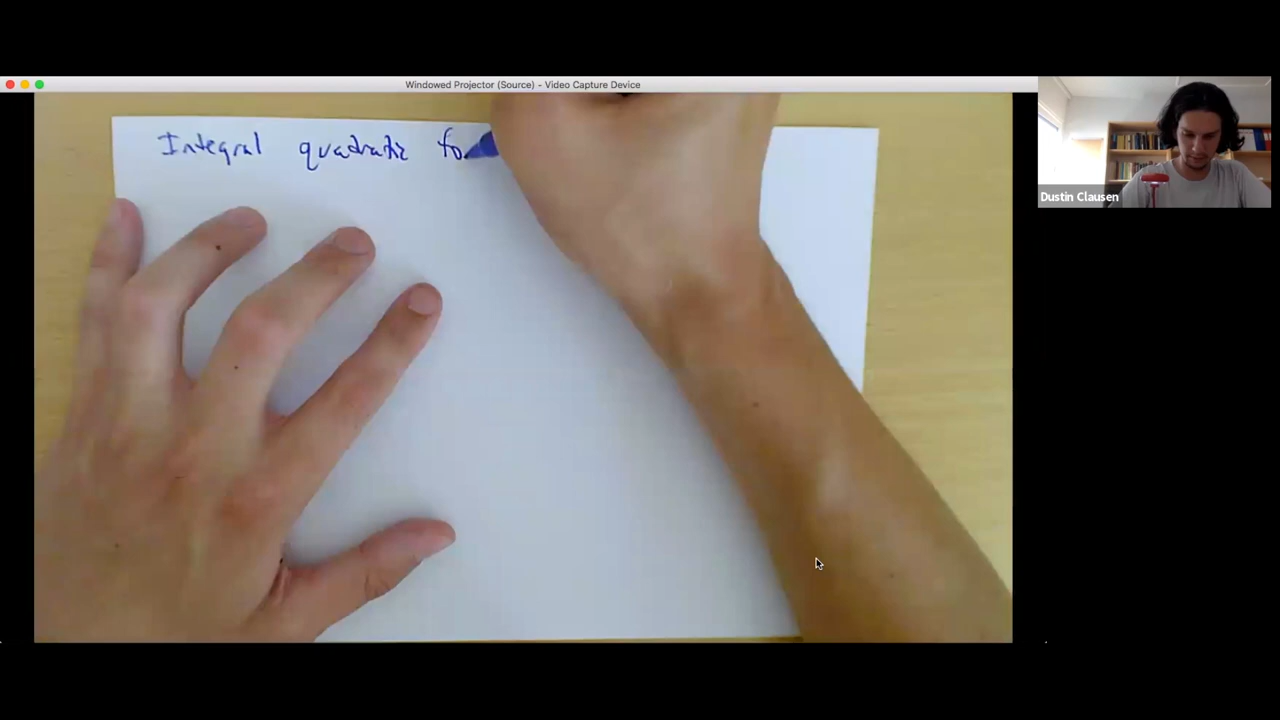 Windowed Projector (Source) - Video Capture Device
Integral quadratic fo
Dustin Clausen